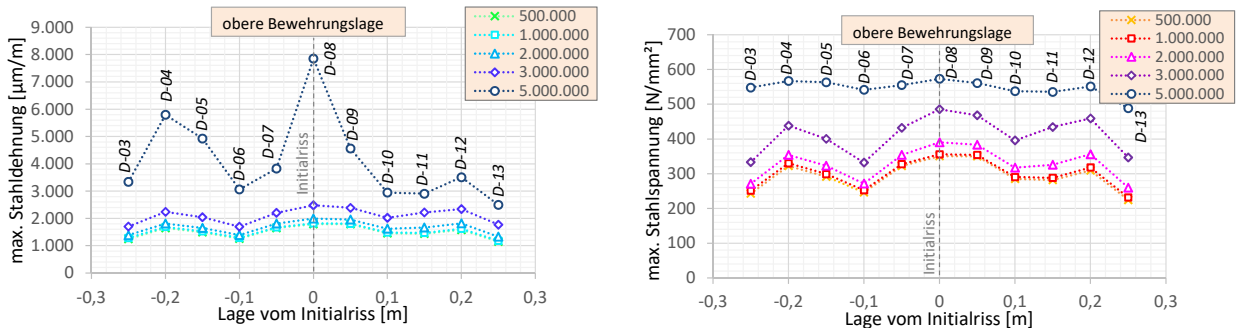 obere Bewehrungslage
500.000
1.000.000
2.000.000
3.000.000
5.000.000
max. Stahldehnung [µm/m]
9.000
8.000
7.000
6.000
5.000
4.000
3.000
2.000
1.000
0
D-03
D-04
D-05
D-06
D-07
D-08
D-09
D-10
D-11
D-12
D-13
Initialriss
-0,3
-0,2
-0,1
0
0,1
0,2
0,3
Lage vom Initialriss [m]
obere Bewehrungslage
500.000
1.000.000
2.000.000
3.000.000
5.000.000
max. Stahlspannung [N/mm²]
700
600
500
400
300
200
100
0
D-03
D-04
D-05
D-06
D-07
D-08
D-09
D-10
D-11
D-12
D-13
Initialriss
-0,3
-0,2
-0,1
0
0,1
0,2
0,3
Lage vom Initialriss [m]